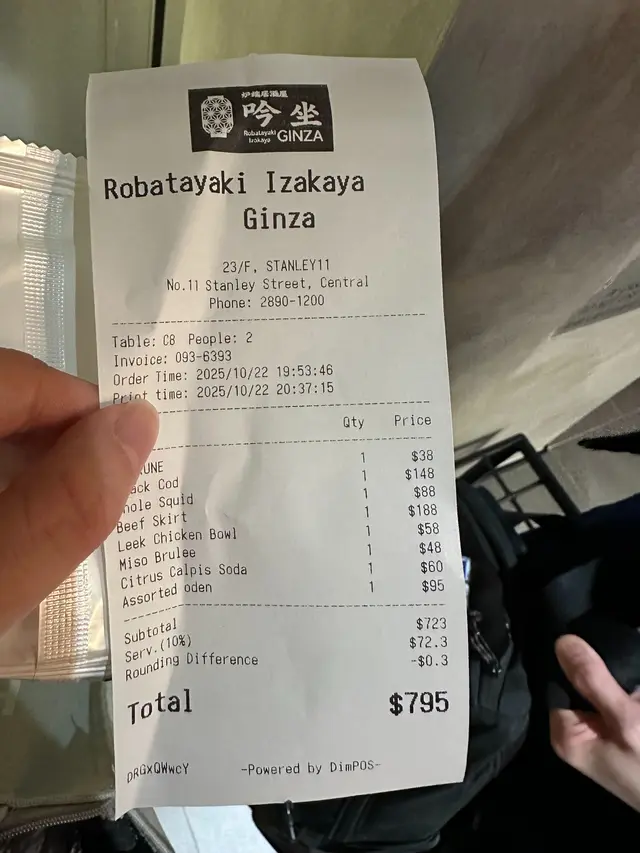 炉端居酒屋
吟坐
Robatayaki
Izakaya GINZA
Robatayaki Izakaya
Ginza
23/F, STANLEY11
No.11 Stanley Street, Central
Phone: 2890-1200
Table: C8 People: 2
Invoice: 093-6393
Order Time: 2025/10/22 19:53:46
Print time: 2025/10/22 20:37:15
Qty Price
1 $38
ack Cod 1 $148
hole Squid 1 $88
Beef Skirt 1 $188
Leek Chicken Bowl 1 $58
Miso Brulee 1 $48
Citrus Calpis Soda 1 $60
Assorted oden 1 $95
Subtotal $723
Serv.(10%) $72.3
Rounding Difference -$0.3
Total $795
DRGxQWwcY -Powered by DimPOS-